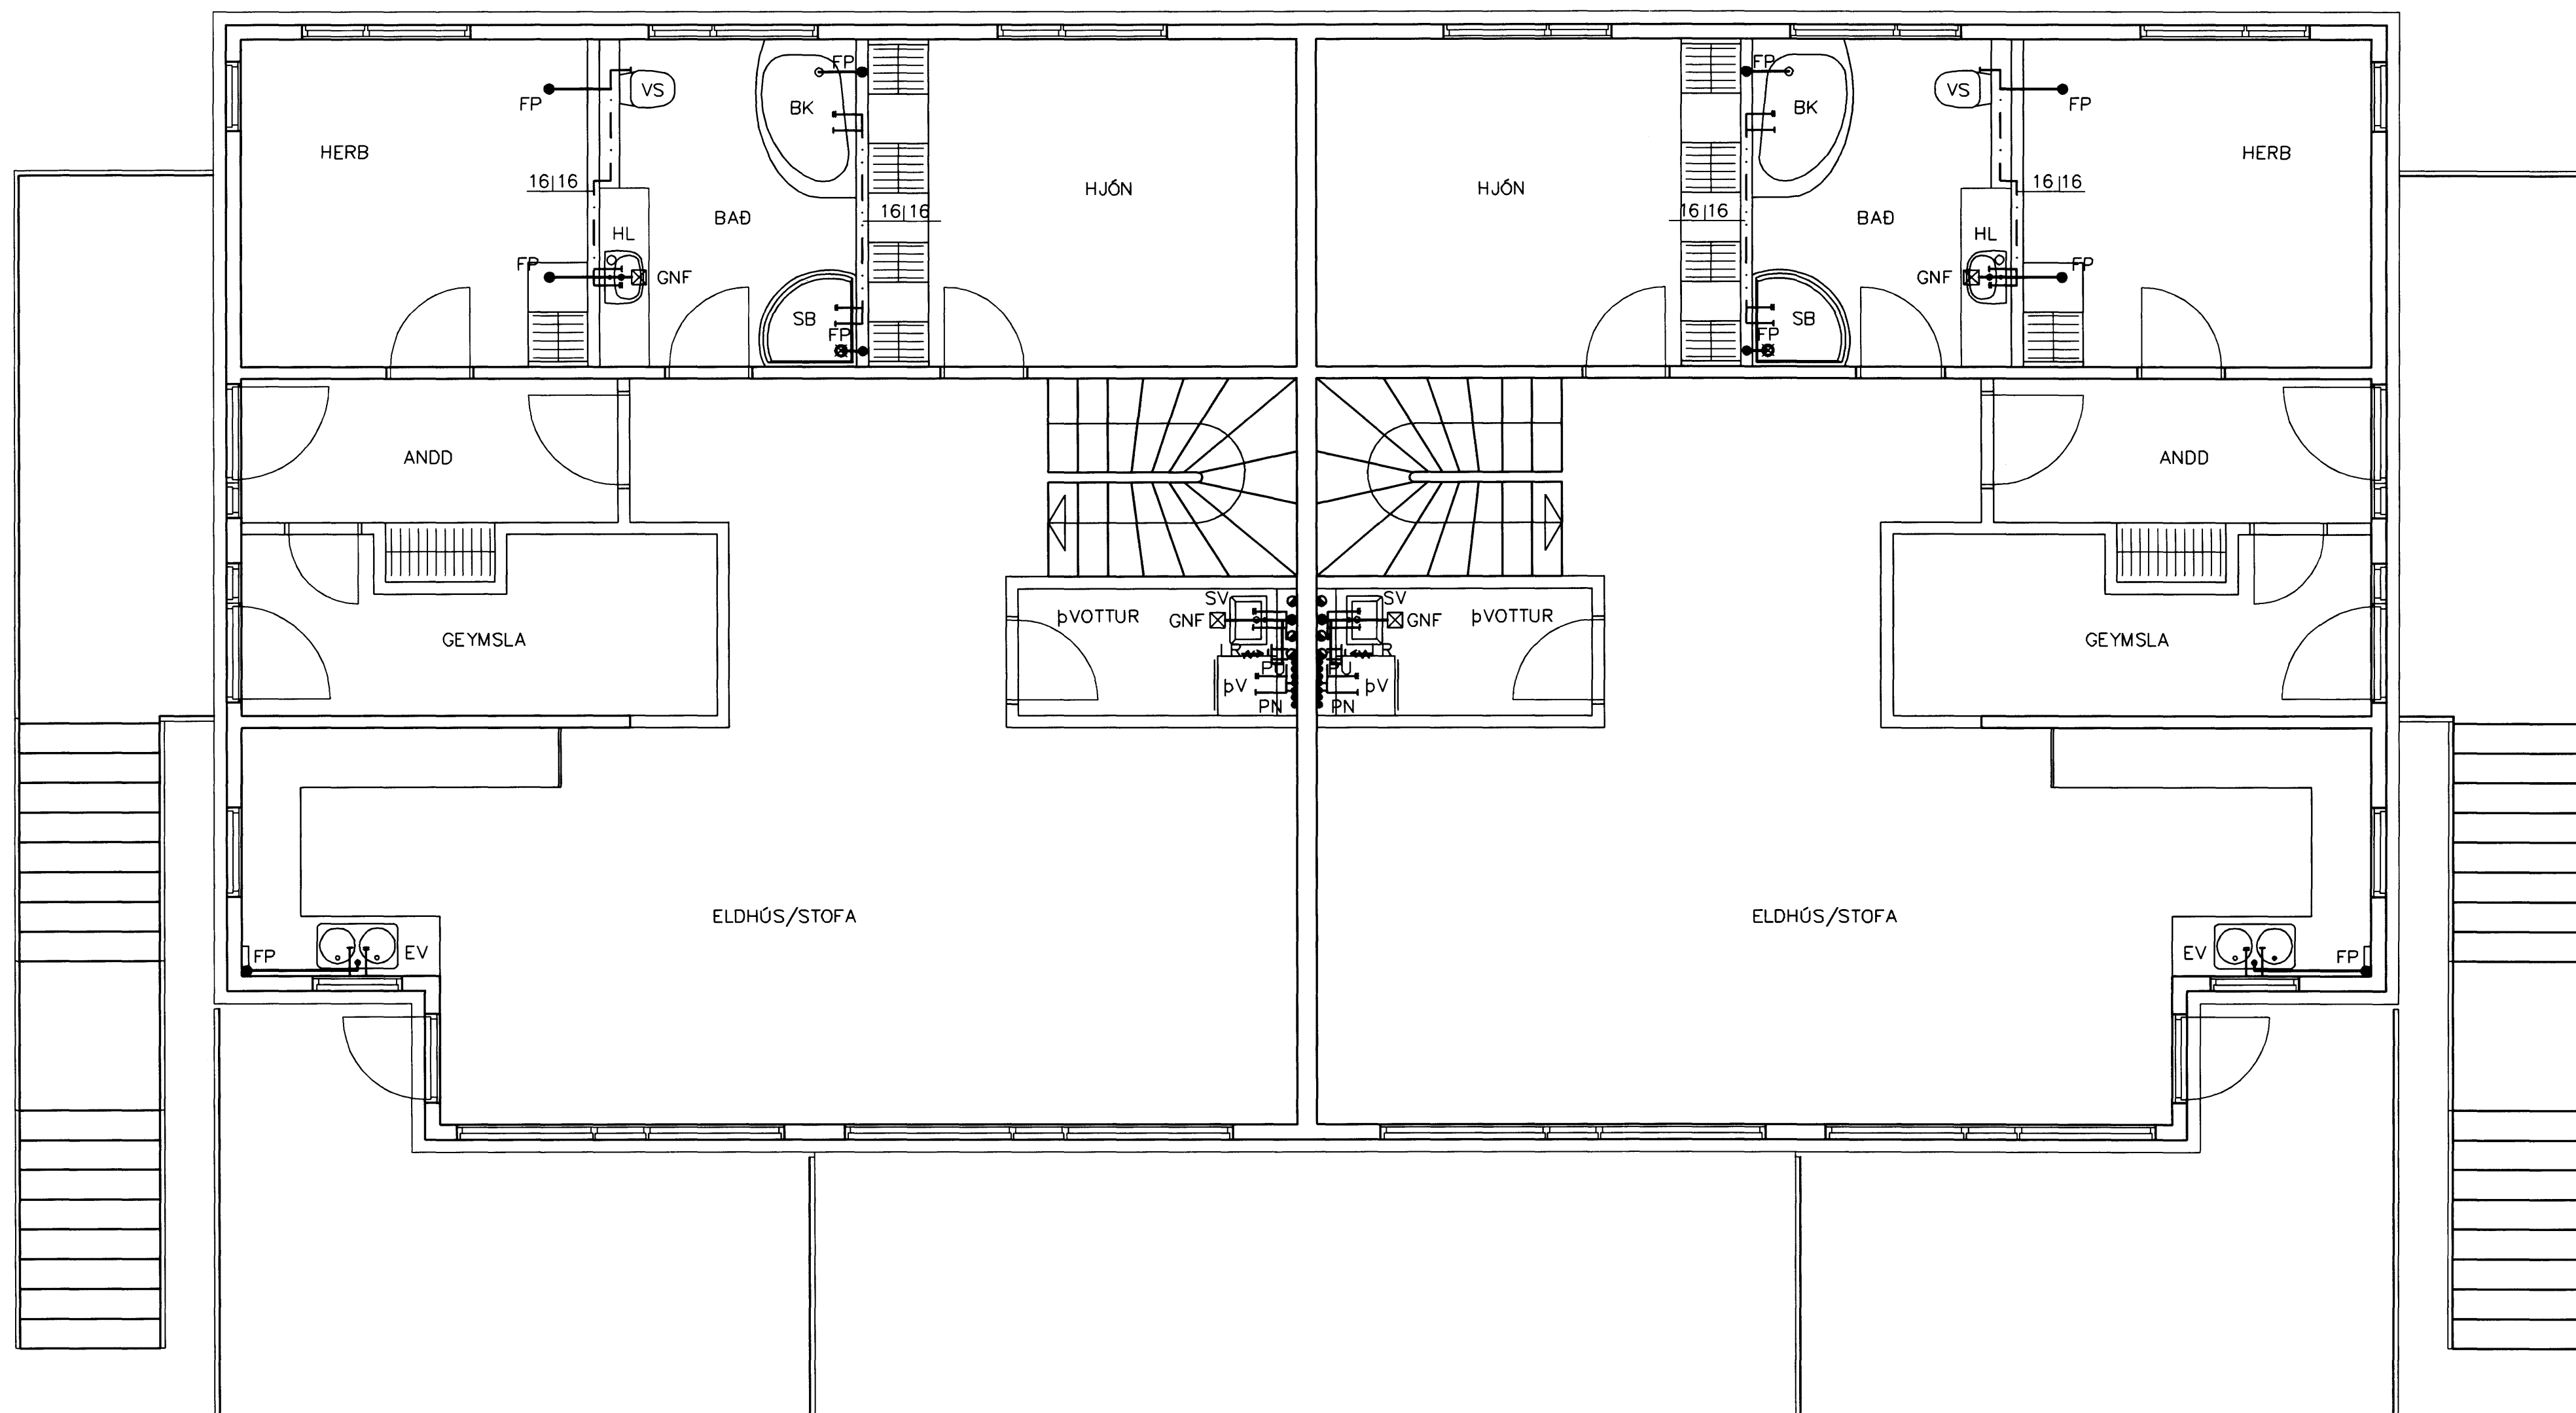 FP
FP
VS
BK
BK
VS
FP
FP
HERB
HERB
16|16
16|16
HJÓN
HJÓN
16|16
16|16
BAÐ
BAÐ
HL
HL
FP
GNF
GNF
FP
SB
SB
FP
FP
ANDD
ANDD
SV
SV
þVOTTUR
GNF
GNF
þVOTTUR
GEYMSLA
GEYMSLA
PU
PU
þV
þV
PN
PN
ELDHÚS/STOFA
ELDHÚS/STOFA
FP
EV
EV
FP